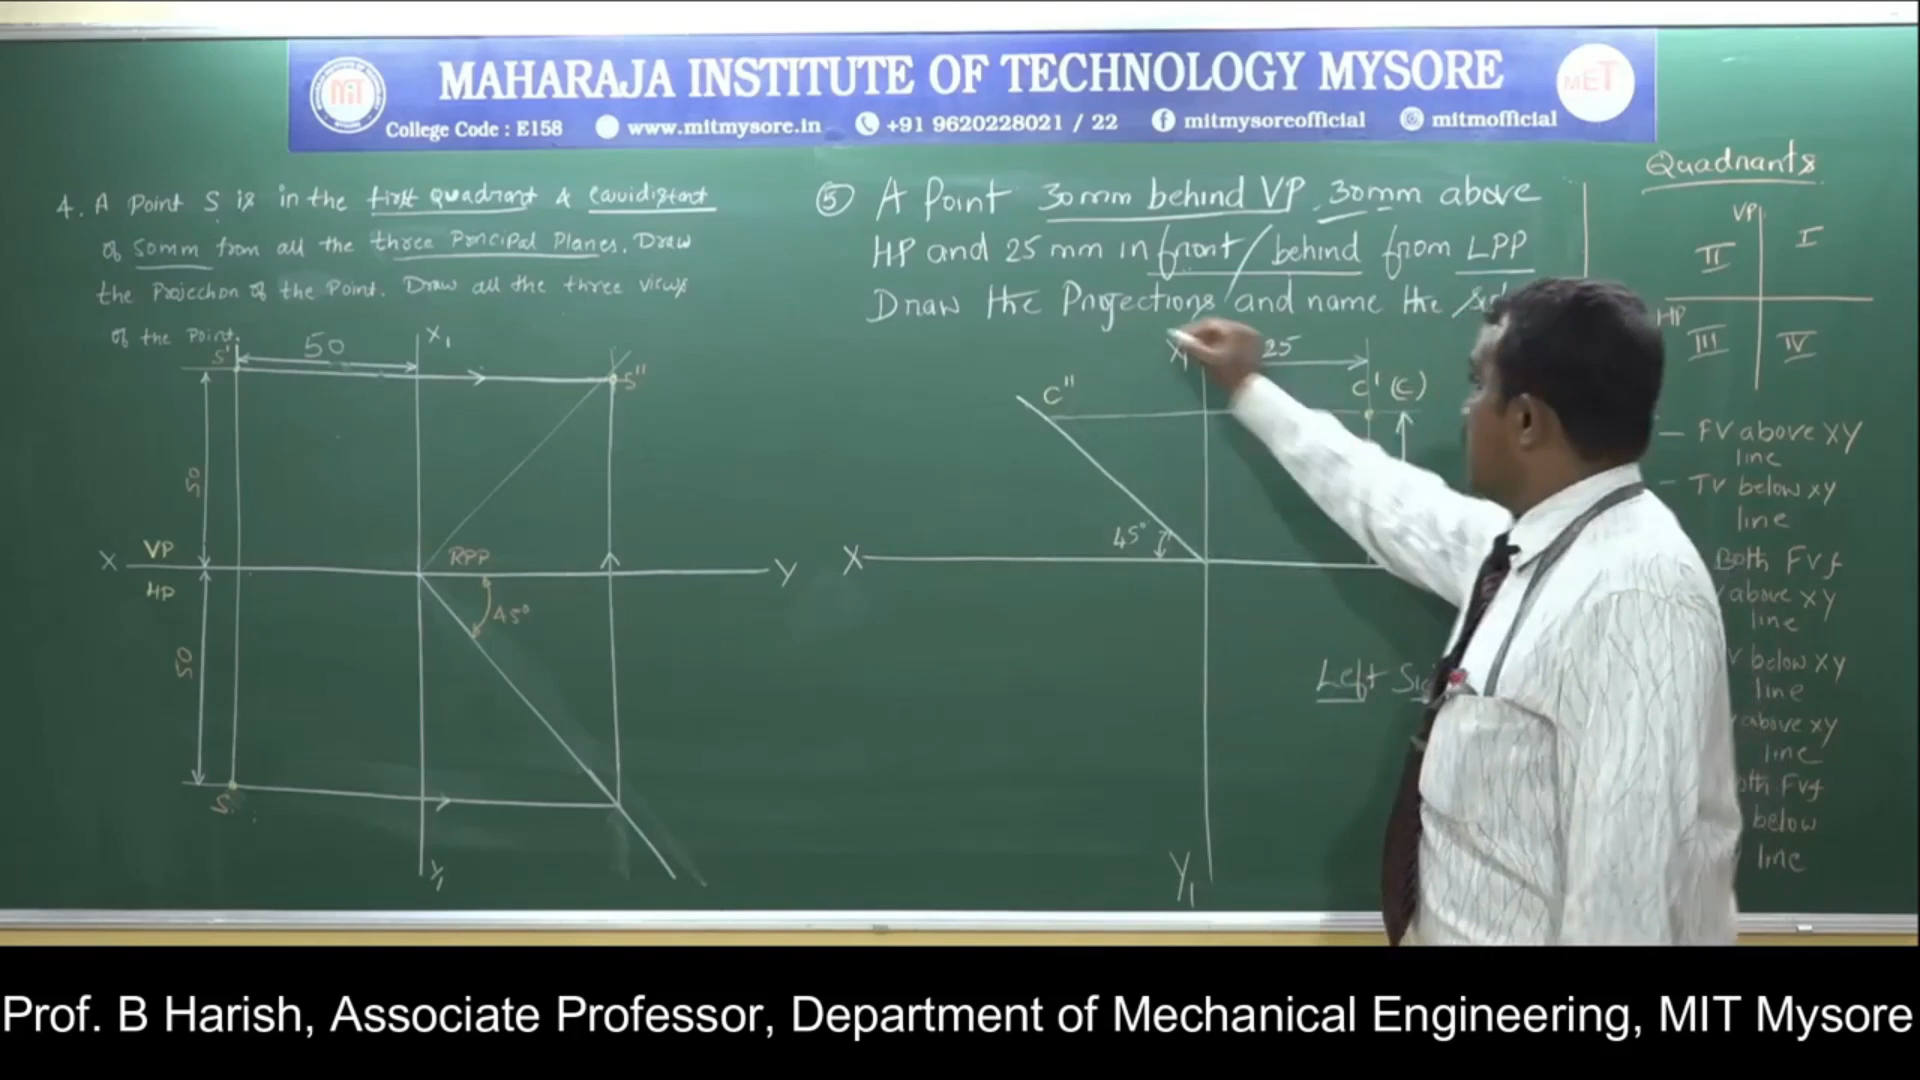 MAHARAJA INSTITUTE OF TECHNOLOGY MYSORE
MIT
MET
College Code : E158
www.mitmysore.in
+91 9620228021 / 22
mitmysoreofficial
mitmofficial
4. A Point S is in the first Quadrant & Equidistant
of 50mm from all the three Principal Planes. Draw
the Projection of the Point. Draw all the three views
of the Point.
S'
50
X1
S"
50
X
VP
HP
RPP
Y
45°
50
S
Y1
5 A Point 30mm behind VP, 30mm above
HP and 25 mm in front/behind from LPP
Draw the Projections and name the
X1
25
C"
C' (C)
45°
X
Left
Y1
Quadrants
VP
II
I
HP
III
IV
- FV above XY
line
- TV below XY
line
Both FV &
above XY
line
below XY
line
above XY
line
FV &
below
line
Prof. B Harish, Associate Professor, Department of Mechanical Engineering, MIT Mysore